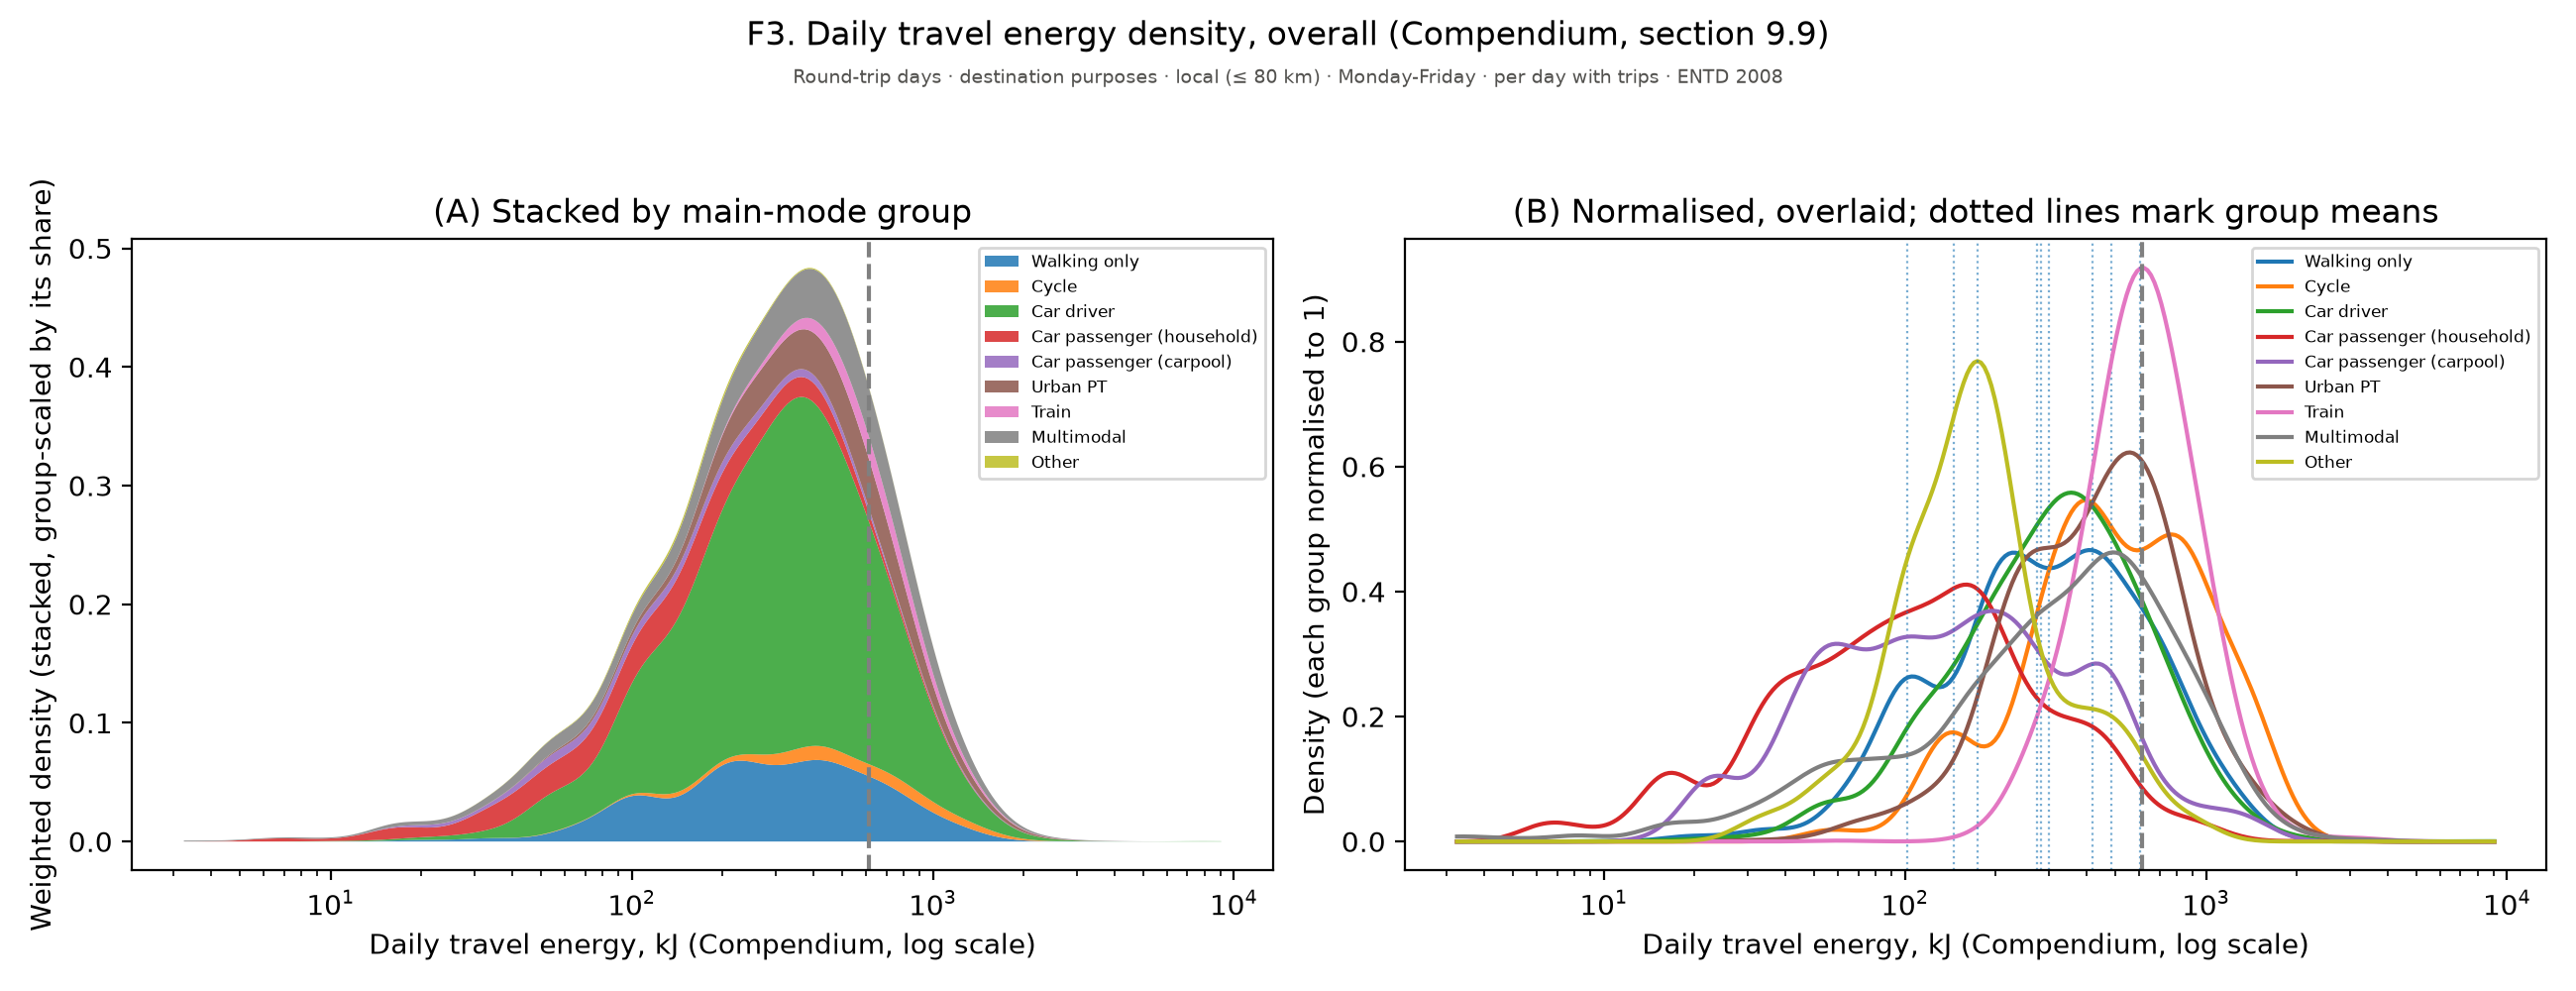 F3. Daily travel energy density, overall (Compendium, section 9.9)
Round-trip days · destination purposes · local (≤ 80 km) · Monday-Friday · per day with trips · ENTD 2008
(A) Stacked by main-mode group
Weighted density (stacked, group-scaled by its share)
0.5
0.4
0.3
0.2
0.1
0.0
10¹
10²
10³
10⁴
Daily travel energy, kJ (Compendium, log scale)
Walking only
Cycle
Car driver
Car passenger (household)
Car passenger (carpool)
Urban PT
Train
Multimodal
Other
(B) Normalised, overlaid; dotted lines mark group means
Density (each group normalised to 1)
0.8
0.6
0.4
0.2
0.0
10¹
10²
10³
10⁴
Daily travel energy, kJ (Compendium, log scale)
Walking only
Cycle
Car driver
Car passenger (household)
Car passenger (carpool)
Urban PT
Train
Multimodal
Other